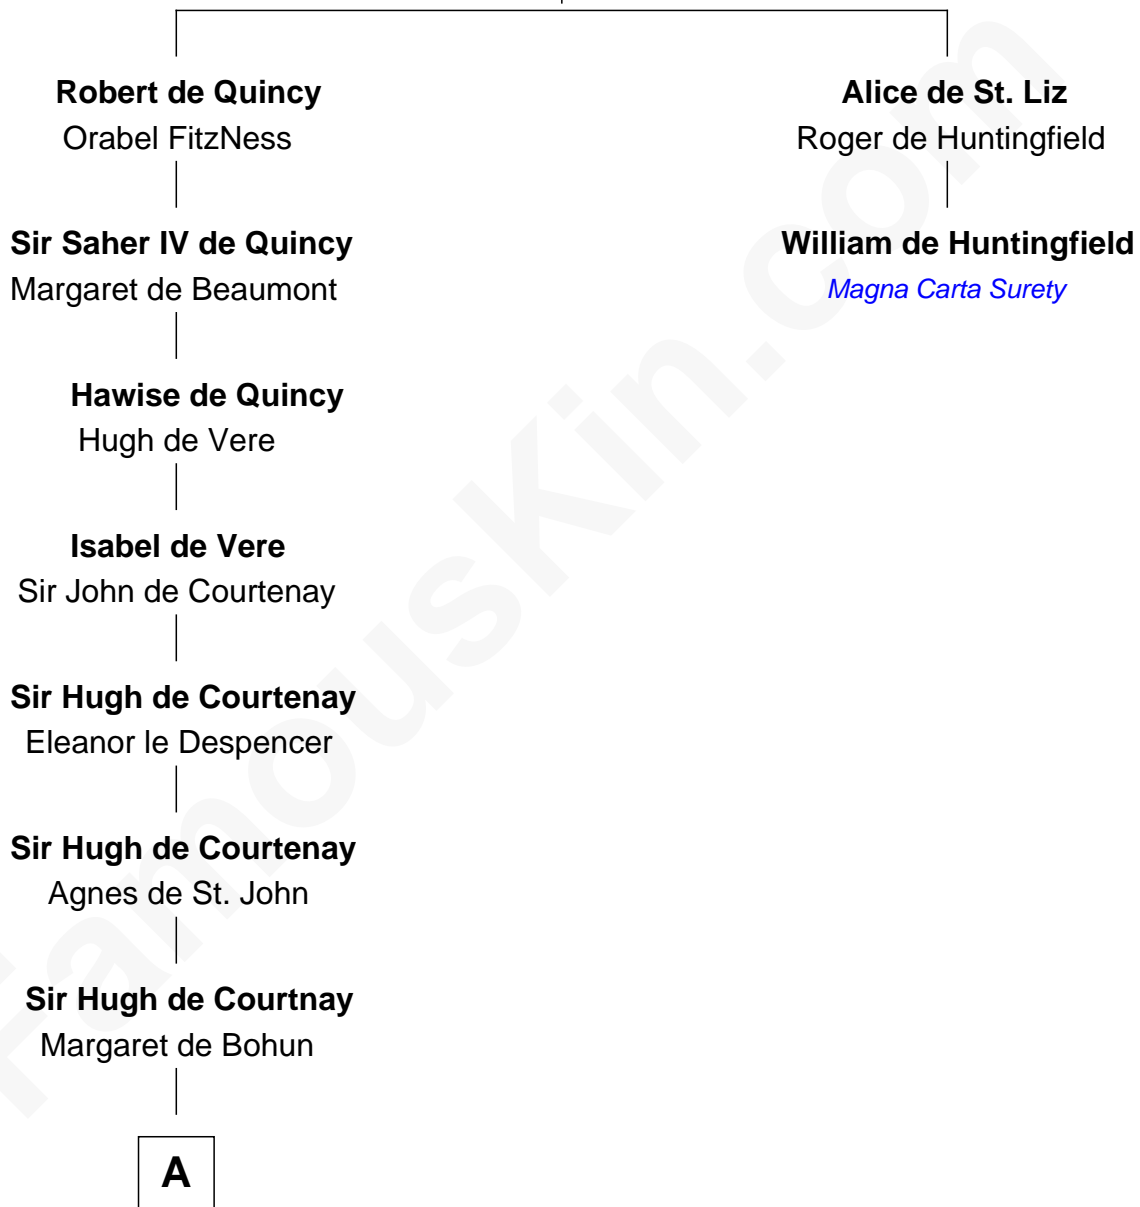 Robert de Quincy
Orabel FitzNess
Alice de St. Liz
Roger de Huntingfield
Sir Saher IV de Quincy
Margaret de Beaumont
William de Huntingfield
Magna Carta Surety
Hawise de Quincy
Hugh de Vere
Isabel de Vere
Sir John de Courtenay
Sir Hugh de Courtenay
Eleanor le Despencer
Sir Hugh de Courtenay
Agnes de St. John
Sir Hugh de Courtnay
Margaret de Bohun
A
FamousKin.com